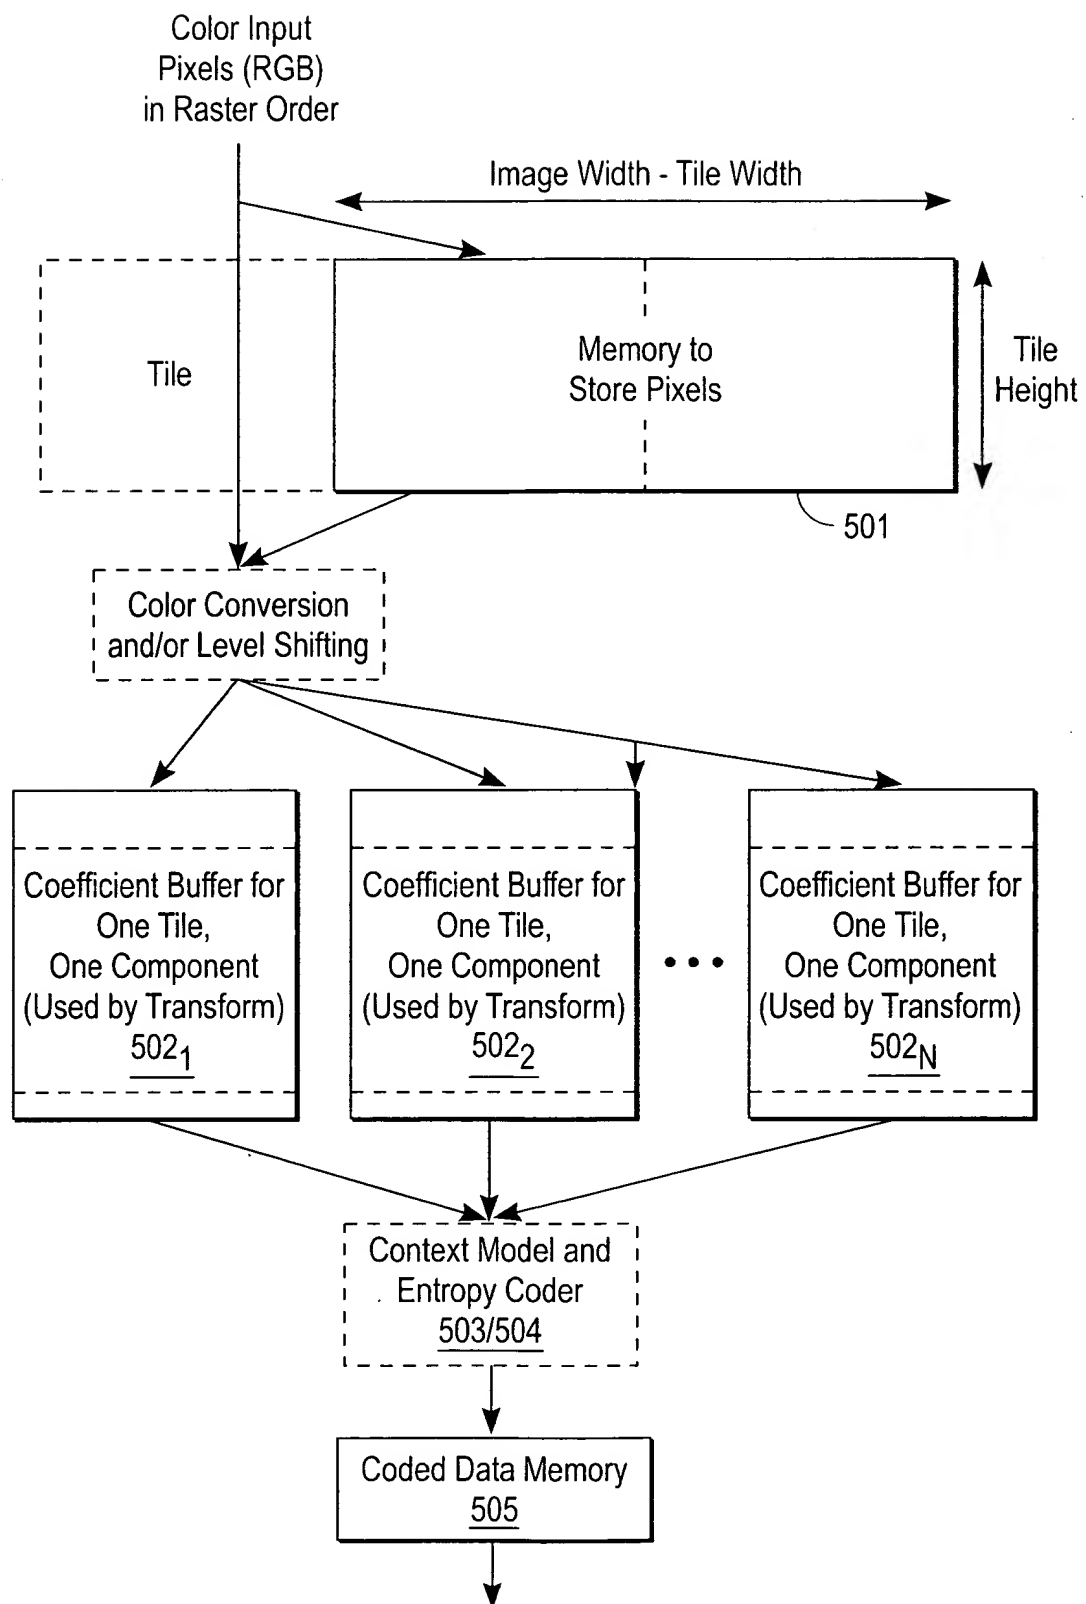 Color Input
Pixels (RGB)
in Raster Order
Image Width - Tile Width
Tile
Memory to
Store Pixels
Tile
Height
501
Color Conversion
and/or Level Shifting
Coefficient Buffer for
One Tile,
One Component
(Used by Transform)
502₁
Coefficient Buffer for
One Tile,
One Component
(Used by Transform)
502₂
• • •
Coefficient Buffer for
One Tile,
One Component
(Used by Transform)
502N
Context Model and
Entropy Coder
503/504
Coded Data Memory
505